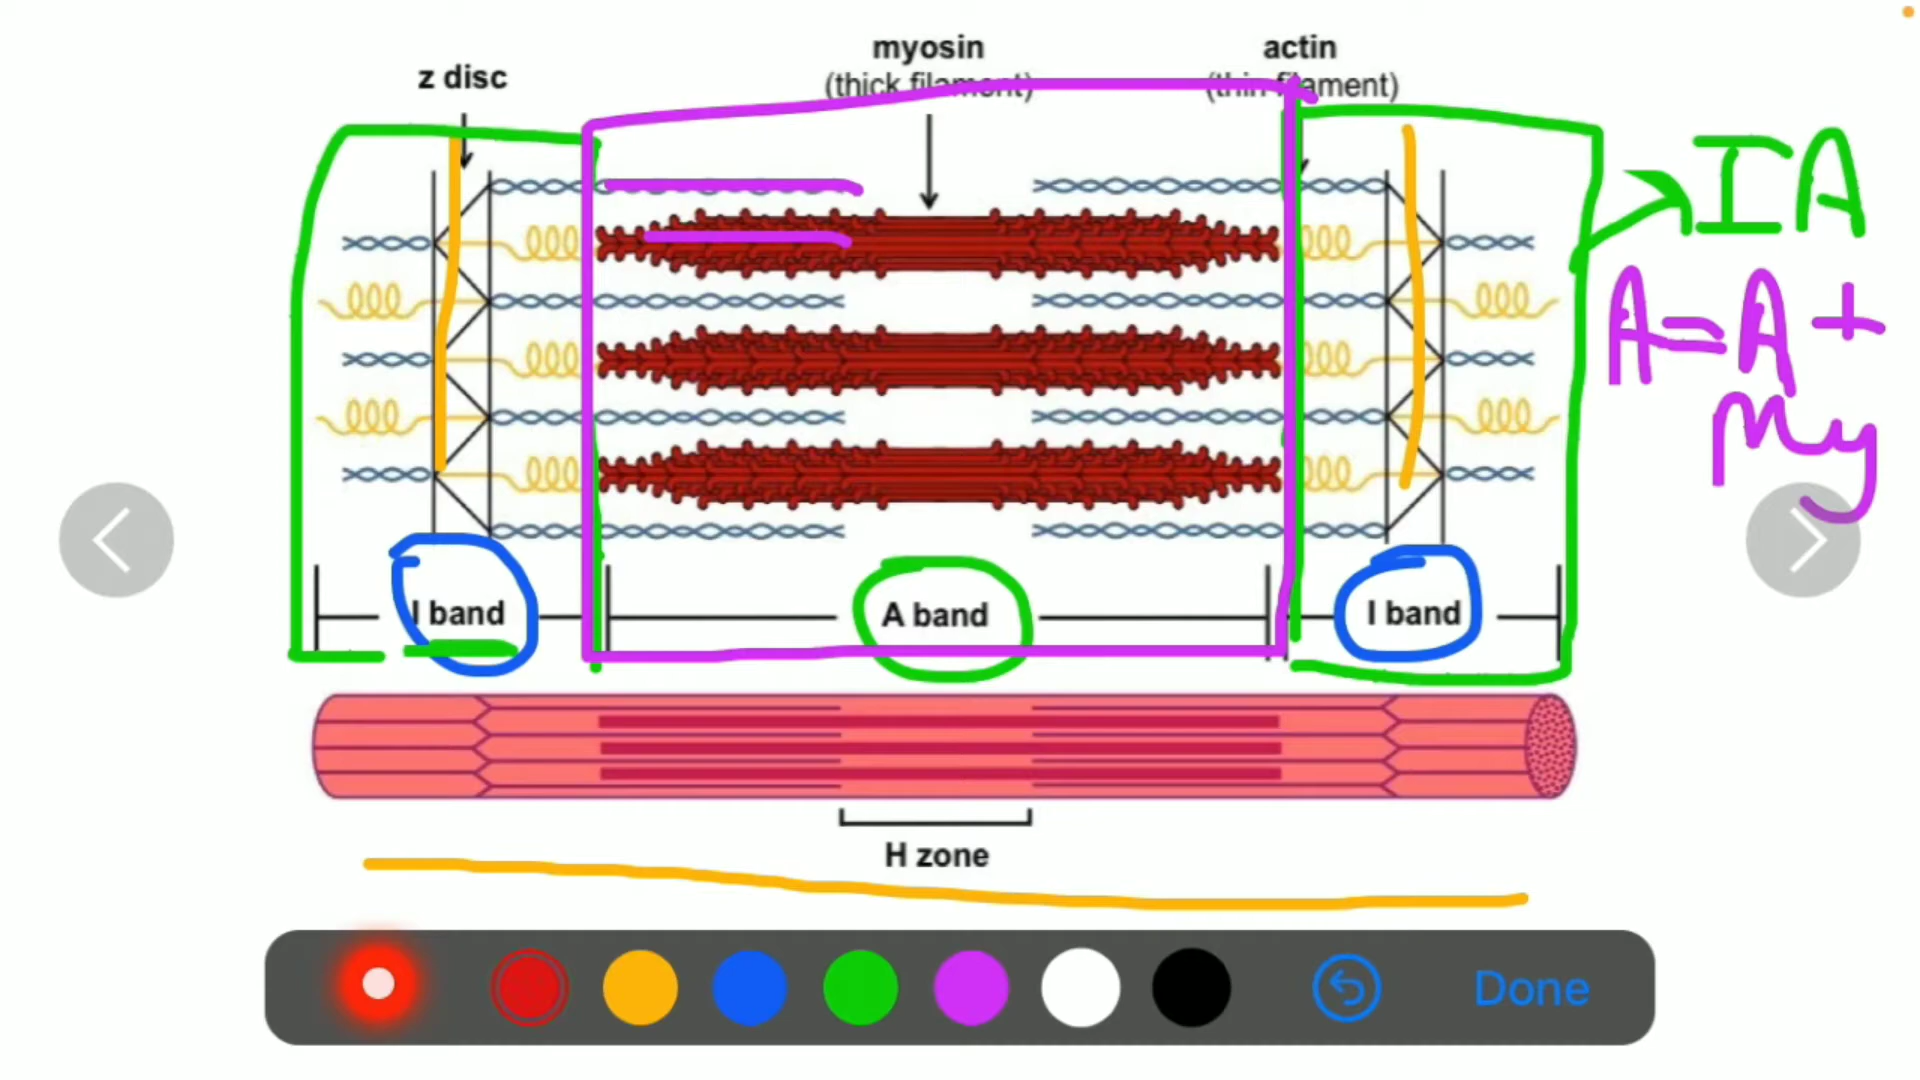 myosin
(thick filament)
actin
(thin filament)
z disc
IA
A = A +
My
I band
A band
I band
H zone
Done